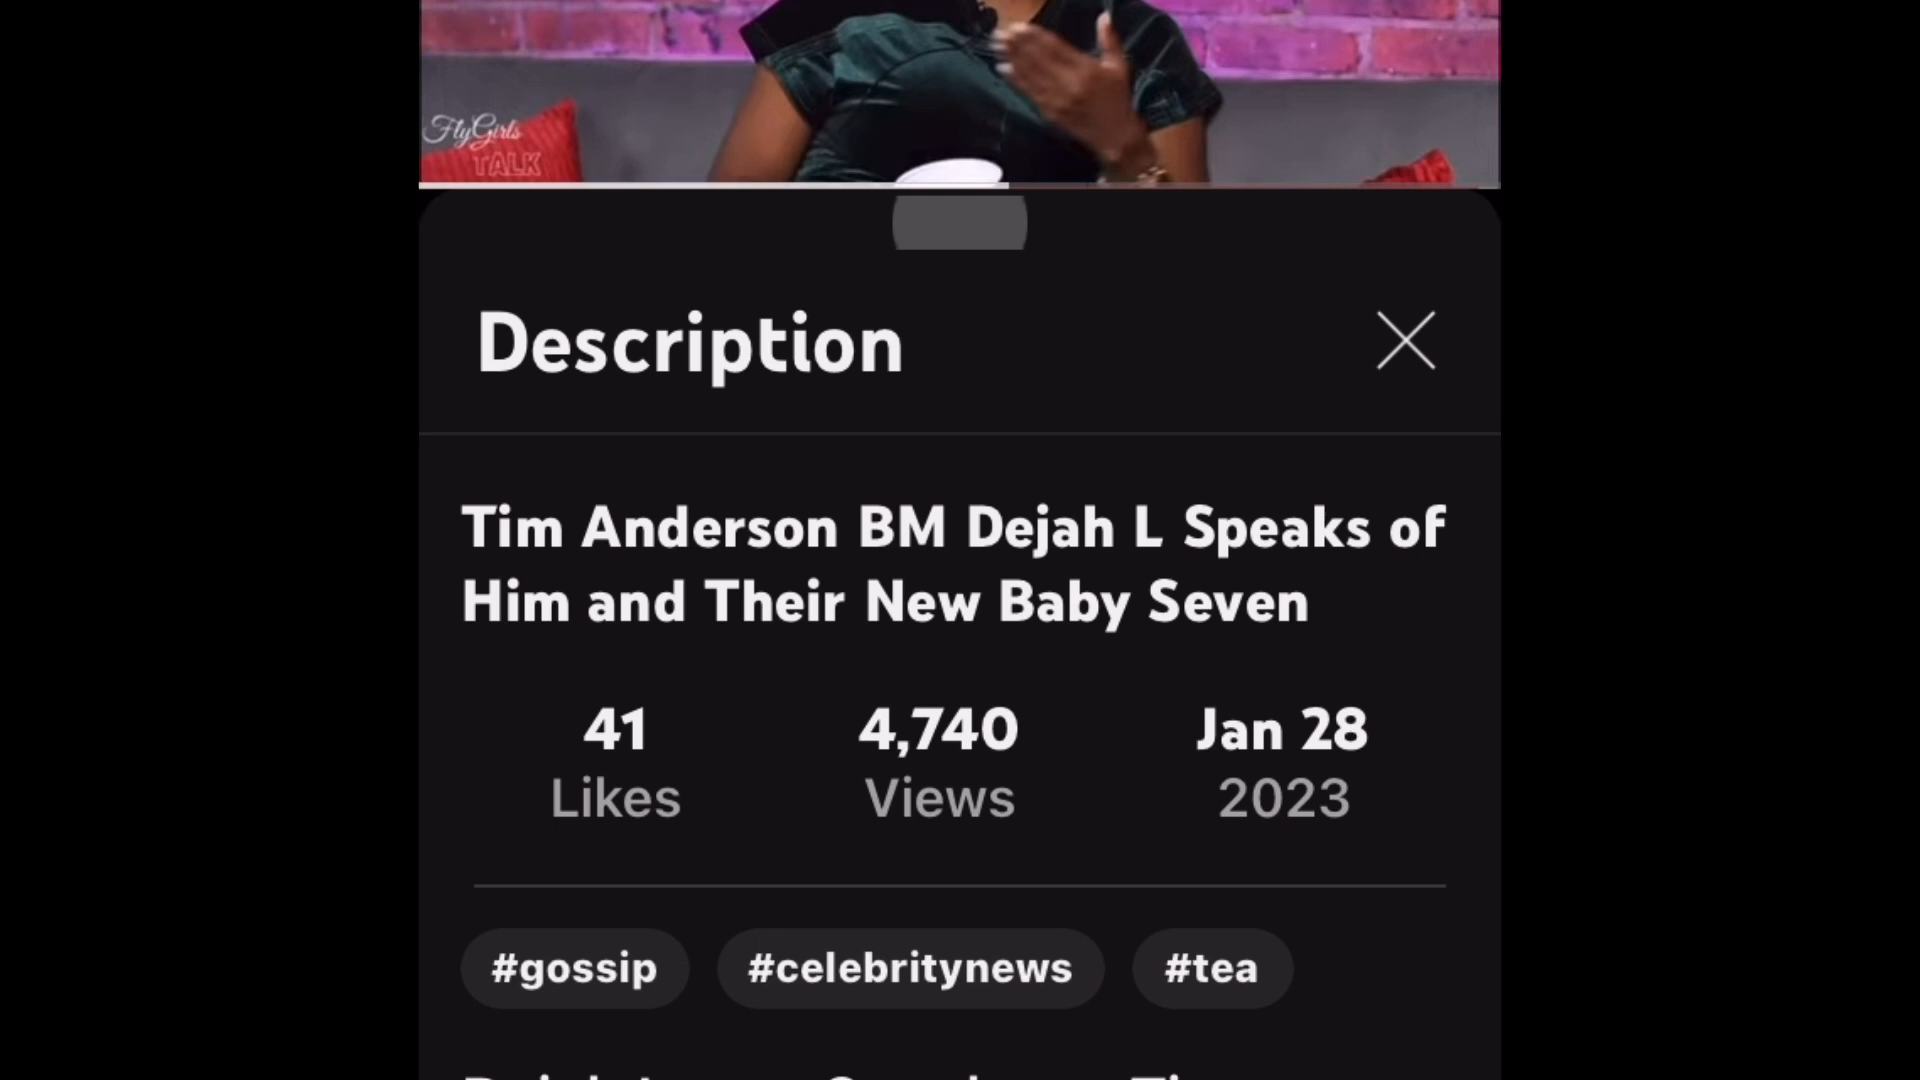 FlyGirls
TALK
Description
Tim Anderson BM Dejah L Speaks of
Him and Their New Baby Seven
41
4,740
Jan 28
Likes
Views
2023
#gossip
#celebritynews
#tea